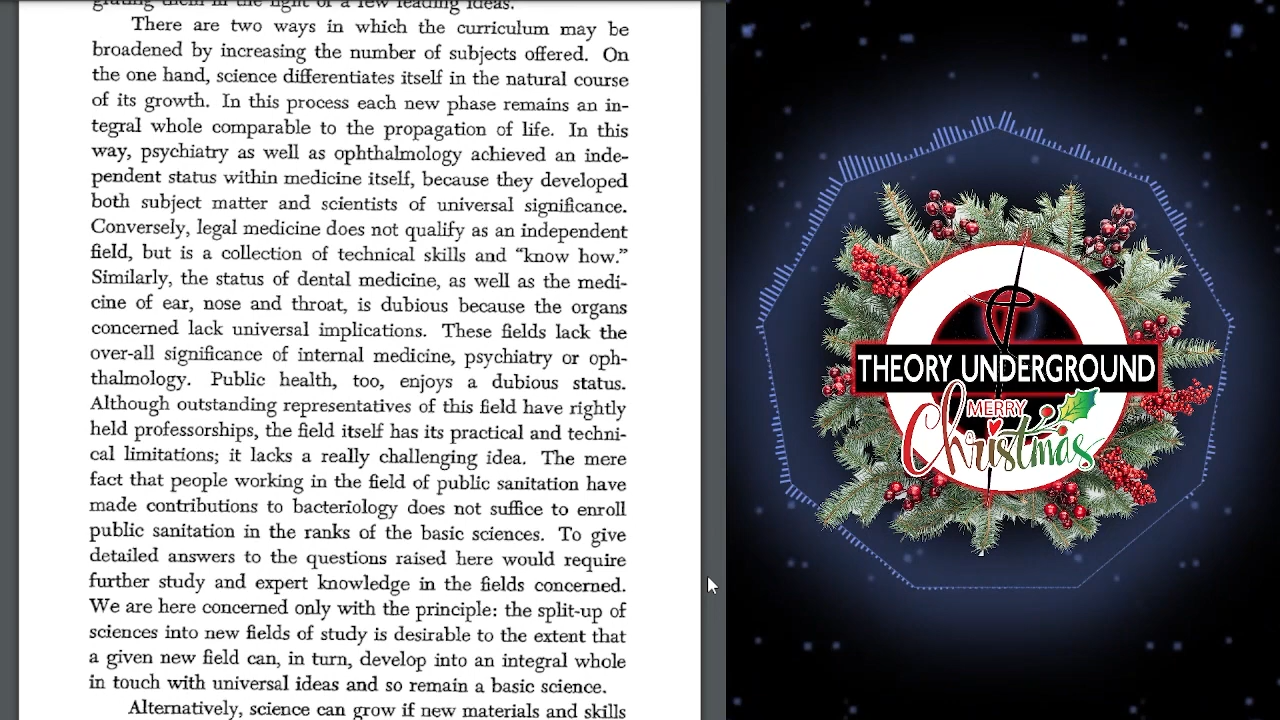 grating them in the light of a few leading ideas.
There are two ways in which the curriculum may be
broadened by increasing the number of subjects offered. On
the one hand, science differentiates itself in the natural course
of its growth. In this process each new phase remains an in-
tegral whole comparable to the propagation of life. In this
way, psychiatry as well as ophthalmology achieved an inde-
pendent status within medicine itself, because they developed
both subject matter and scientists of universal significance.
Conversely, legal medicine does not qualify as an independent
field, but is a collection of technical skills and “know how.”
Similarly, the status of dental medicine, as well as the medi-
cine of ear, nose and throat, is dubious because the organs
concerned lack universal implications. These fields lack the
over-all significance of internal medicine, psychiatry or oph-
thalmology. Public health, too, enjoys a dubious status.
Although outstanding representatives of this field have rightly
held professorships, the field itself has its practical and techni-
cal limitations; it lacks a really challenging idea. The mere
fact that people working in the field of public sanitation have
made contributions to bacteriology does not suffice to enroll
public sanitation in the ranks of the basic sciences. To give
detailed answers to the questions raised here would require
further study and expert knowledge in the fields concerned.
We are here concerned only with the principle: the split-up of
sciences into new fields of study is desirable to the extent that
a given new field can, in turn, develop into an integral whole
in touch with universal ideas and so remain a basic science.
Alternatively, science can grow if new materials and skills
THEORY UNDERGROUND
MERRY
Christmas